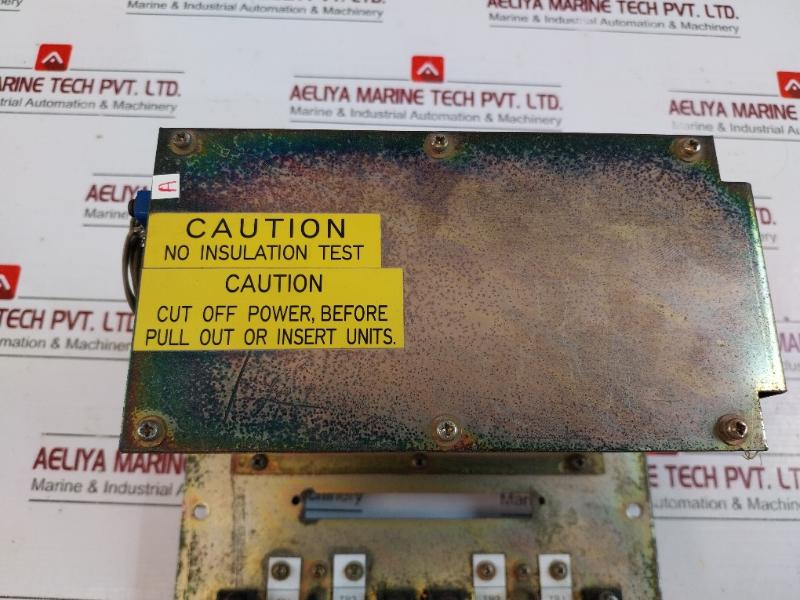 Marine & Industrial Automation & Machinery
AELIYA MARINE TECH PVT. LTD.
Marine & Industrial Automation & Machinery
MARINE TECH PVT. LTD.
Industrial Automation & Machinery
AELIYA MARINE TECH PVT. LTD.
Marine & Industrial Automation & Machinery
AELIYA MARINE
Marine & Industrial
AELIYA
A
CAUTION
NO INSULATION TEST
CAUTION
CUT OFF POWER, BEFORE
PULL OUT OR INSERT UNITS.
TECH PVT. LTD.
Automation & Machinery
AELIYA MARINE
Marine & Industrial
TECH PVT. LTD.
Machinery